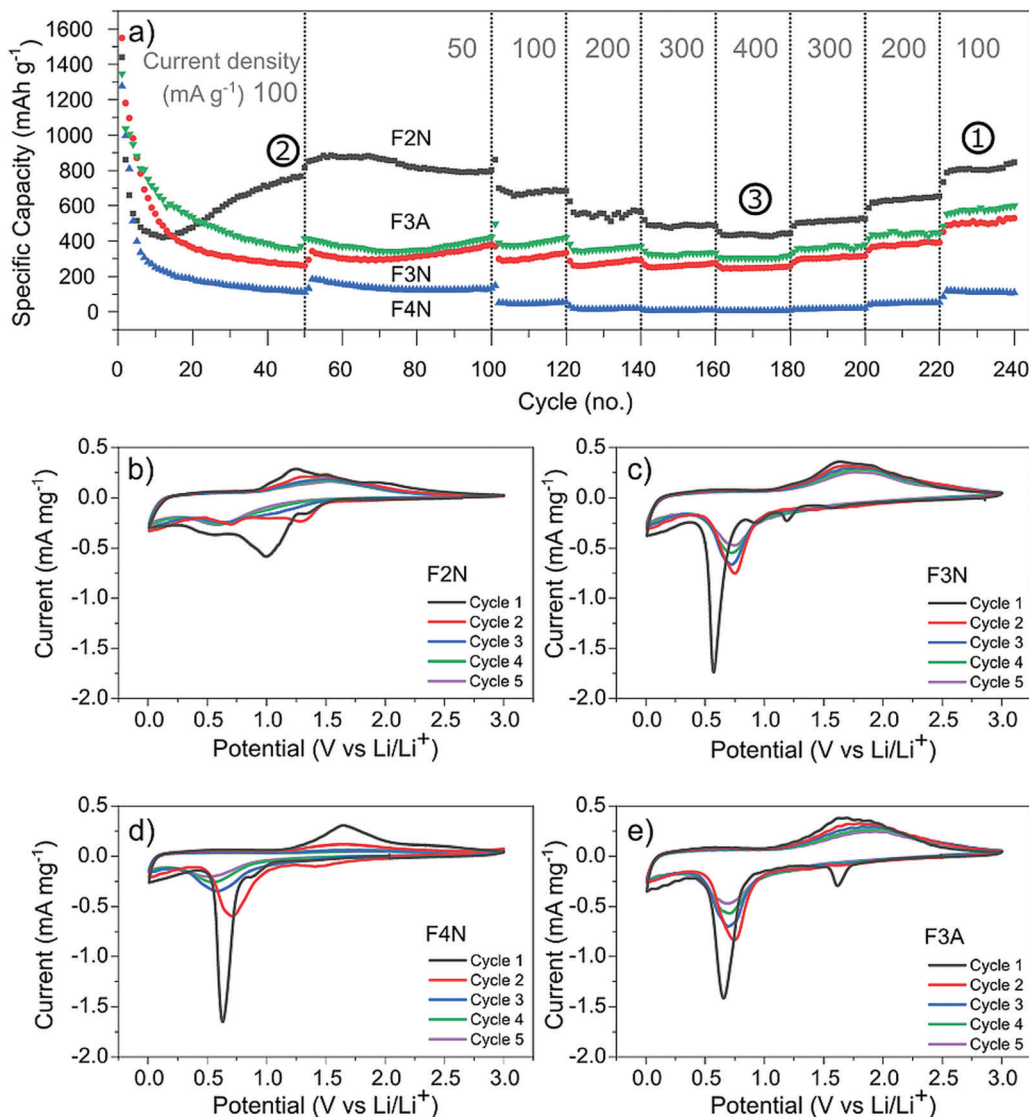 a)
Current density
(mA g⁻¹) 100
50
100
200
300
400
300
200
100
②
③
①
F2N
F3A
F3N
F4N
1600
1400
1200
1000
800
600
400
200
0
Specific Capacity (mAh g⁻¹)
0 20 40 60 80 100 120 140 160 180 200 220 240
Cycle (no.)
b)
0.5
0.0
-0.5
-1.0
-1.5
-2.0
Current (mA mg⁻¹)
F2N
Cycle 1
Cycle 2
Cycle 3
Cycle 4
Cycle 5
0.0 0.5 1.0 1.5 2.0 2.5 3.0
Potential (V vs Li/Li⁺)
c)
0.5
0.0
-0.5
-1.0
-1.5
-2.0
Current (mA mg⁻¹)
F3N
Cycle 1
Cycle 2
Cycle 3
Cycle 4
Cycle 5
0.0 0.5 1.0 1.5 2.0 2.5 3.0
Potential (V vs Li/Li⁺)
d)
0.5
0.0
-0.5
-1.0
-1.5
-2.0
Current (mA mg⁻¹)
F4N
Cycle 1
Cycle 2
Cycle 3
Cycle 4
Cycle 5
0.0 0.5 1.0 1.5 2.0 2.5 3.0
Potential (V vs Li/Li⁺)
e)
0.5
0.0
-0.5
-1.0
-1.5
-2.0
Current (mA mg⁻¹)
F3A
Cycle 1
Cycle 2
Cycle 3
Cycle 4
Cycle 5
0.0 0.5 1.0 1.5 2.0 2.5 3.0
Potential (V vs Li/Li⁺)